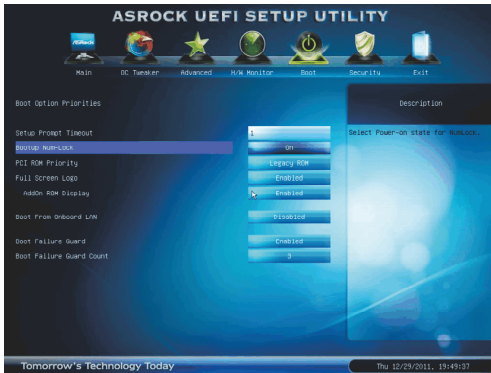 ASROCK UEFI SETUP UTILITY
ASRock
Main OC Tweaker Advanced H/W Monitor Boot Security Exit
Boot Option Priorities
Description
Setup Prompt Timeout 1
Select Power-on state for NumLock.
Bootup Num-Lock On
PCI ROM Priority Legacy ROM
Full Screen Logo Enabled
AddOn ROM Display Enabled
Boot From Onboard LAN Disabled
Boot Failure Guard Enabled
Boot Failure Guard Count 3
Tomorrow's Technology Today
Thu 12/29/2011, 19:49:37